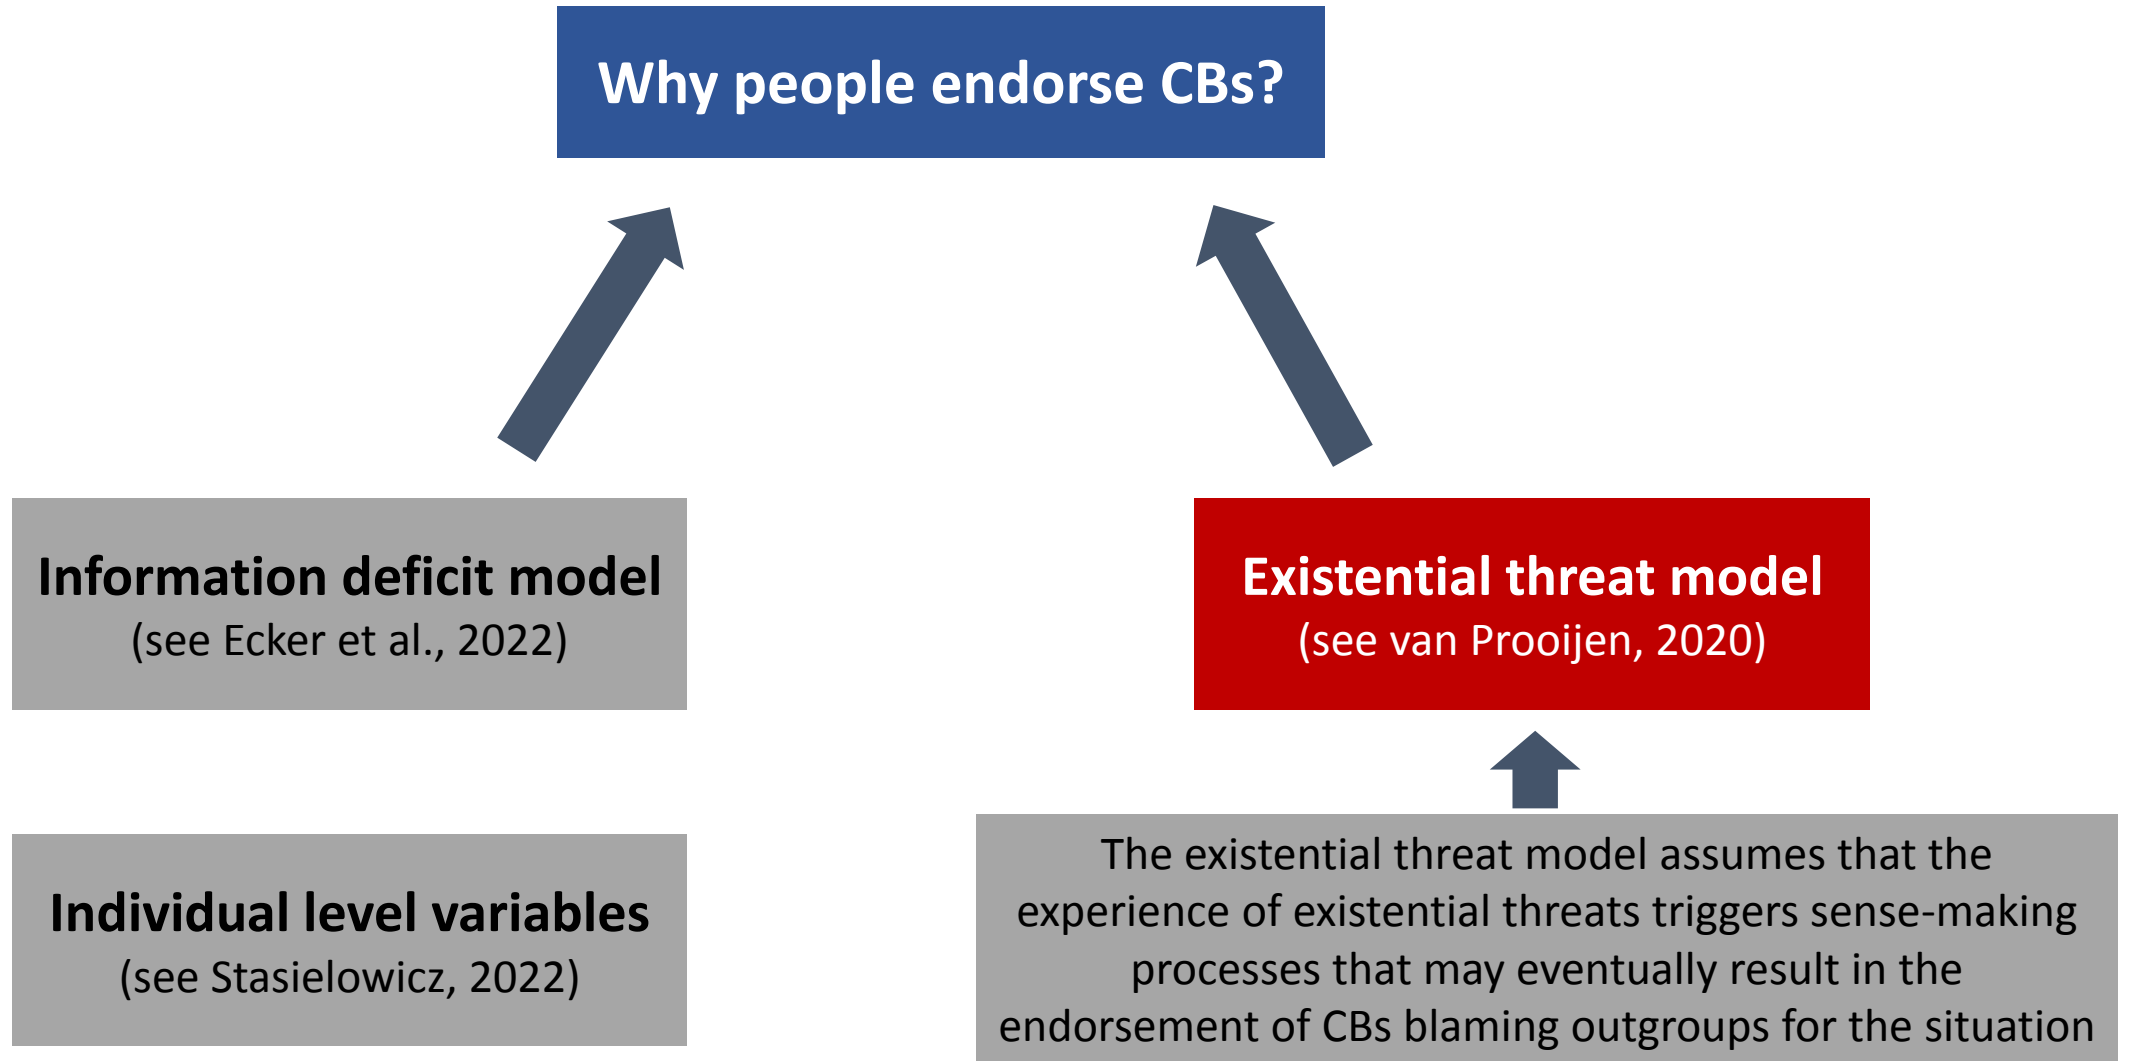 Why people endorse CBs?
Information deficit model
(see Ecker et al., 2022)
Existential threat model
(see van Prooijen, 2020)
Individual level variables
(see Stasielowicz, 2022)
The existential threat model assumes that the
experience of existential threats triggers sense-making
processes that may eventually result in the
endorsement of CBs blaming outgroups for the situation